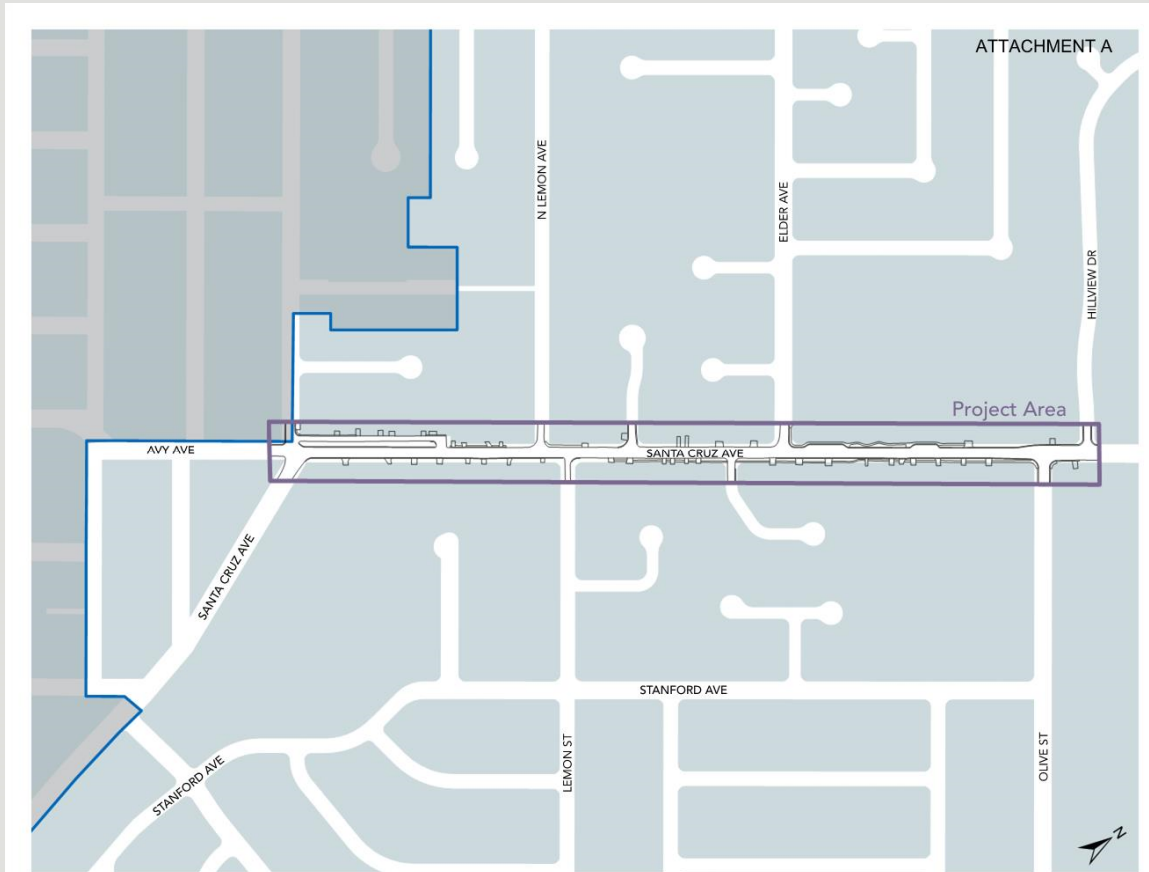 ATTACHMENT A
N LEMON AVE
ELDER AVE
HILLVIEW DR
Project Area
AVY AVE
SANTA CRUZ AVE
SANTA CRUZ AVE
STANFORD AVE
LEMON ST
OLIVE ST
STANFORD AVE
N